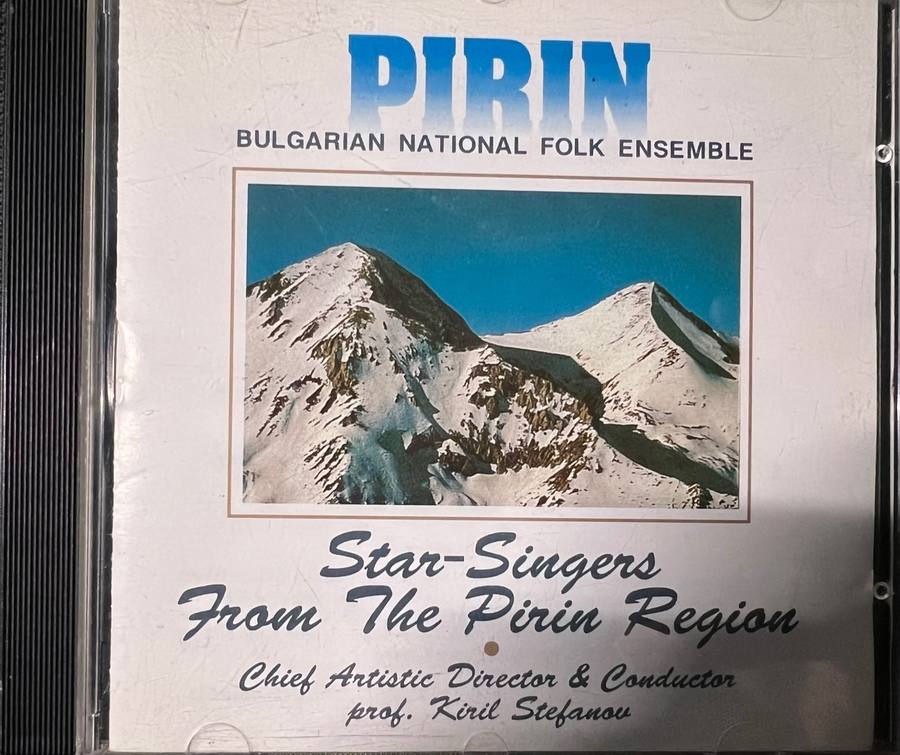 PIRIN
BULGARIAN NATIONAL FOLK ENSEMBLE
Star-Singers
From The Pirin Region
Chief Artistic Director & Conductor
prof. Kiril Stefanov